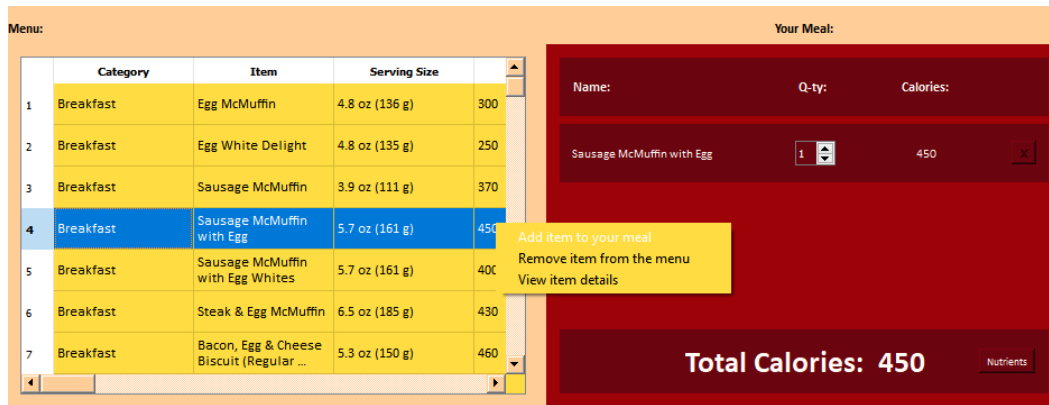 Menu:
Your Meal:
Category Item Serving Size
1 Breakfast Egg McMuffin 4.8 oz (136 g) 300
2 Breakfast Egg White Delight 4.8 oz (135 g) 250
3 Breakfast Sausage McMuffin 3.9 oz (111 g) 370
4 Breakfast Sausage McMuffin with Egg 5.7 oz (161 g) 450
5 Breakfast Sausage McMuffin with Egg Whites 5.7 oz (161 g) 400
6 Breakfast Steak & Egg McMuffin 6.5 oz (185 g) 430
7 Breakfast Bacon, Egg & Cheese Biscuit (Regular ... 5.3 oz (150 g) 460
Add item to your meal
Remove item from the menu
View item details
Name: Q-ty: Calories:
Sausage McMuffin with Egg 1 450 X
Total Calories: 450 Nutrients